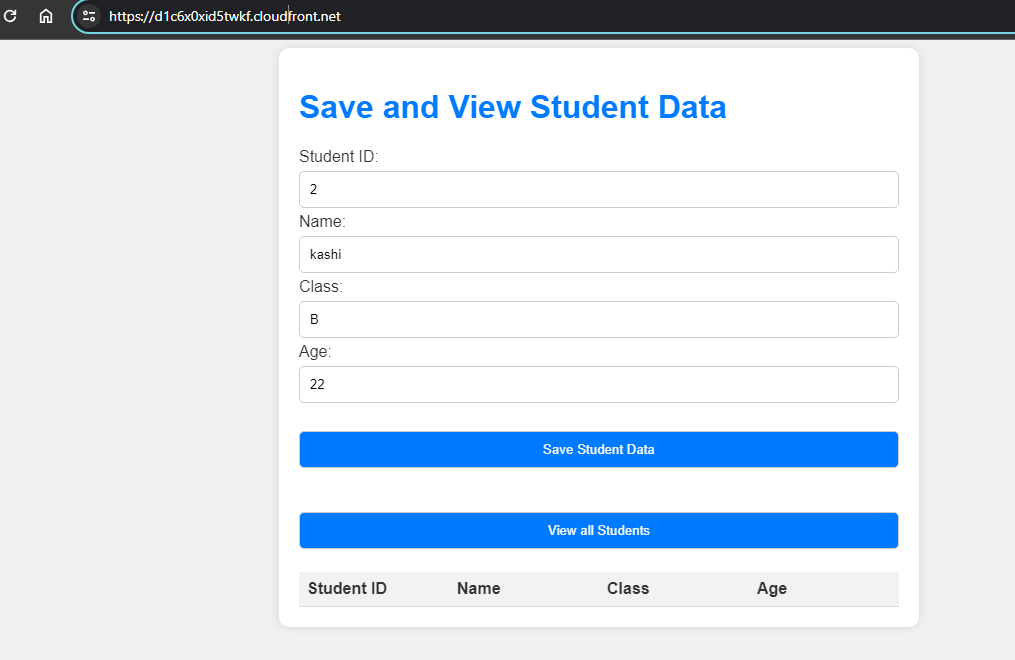 https://d1c6x0xid5twkf.cloudfront.net
Save and View Student Data
Student ID:
2
Name:
kashi
Class:
B
Age:
22
Save Student Data
View all Students
Student ID Name Class Age